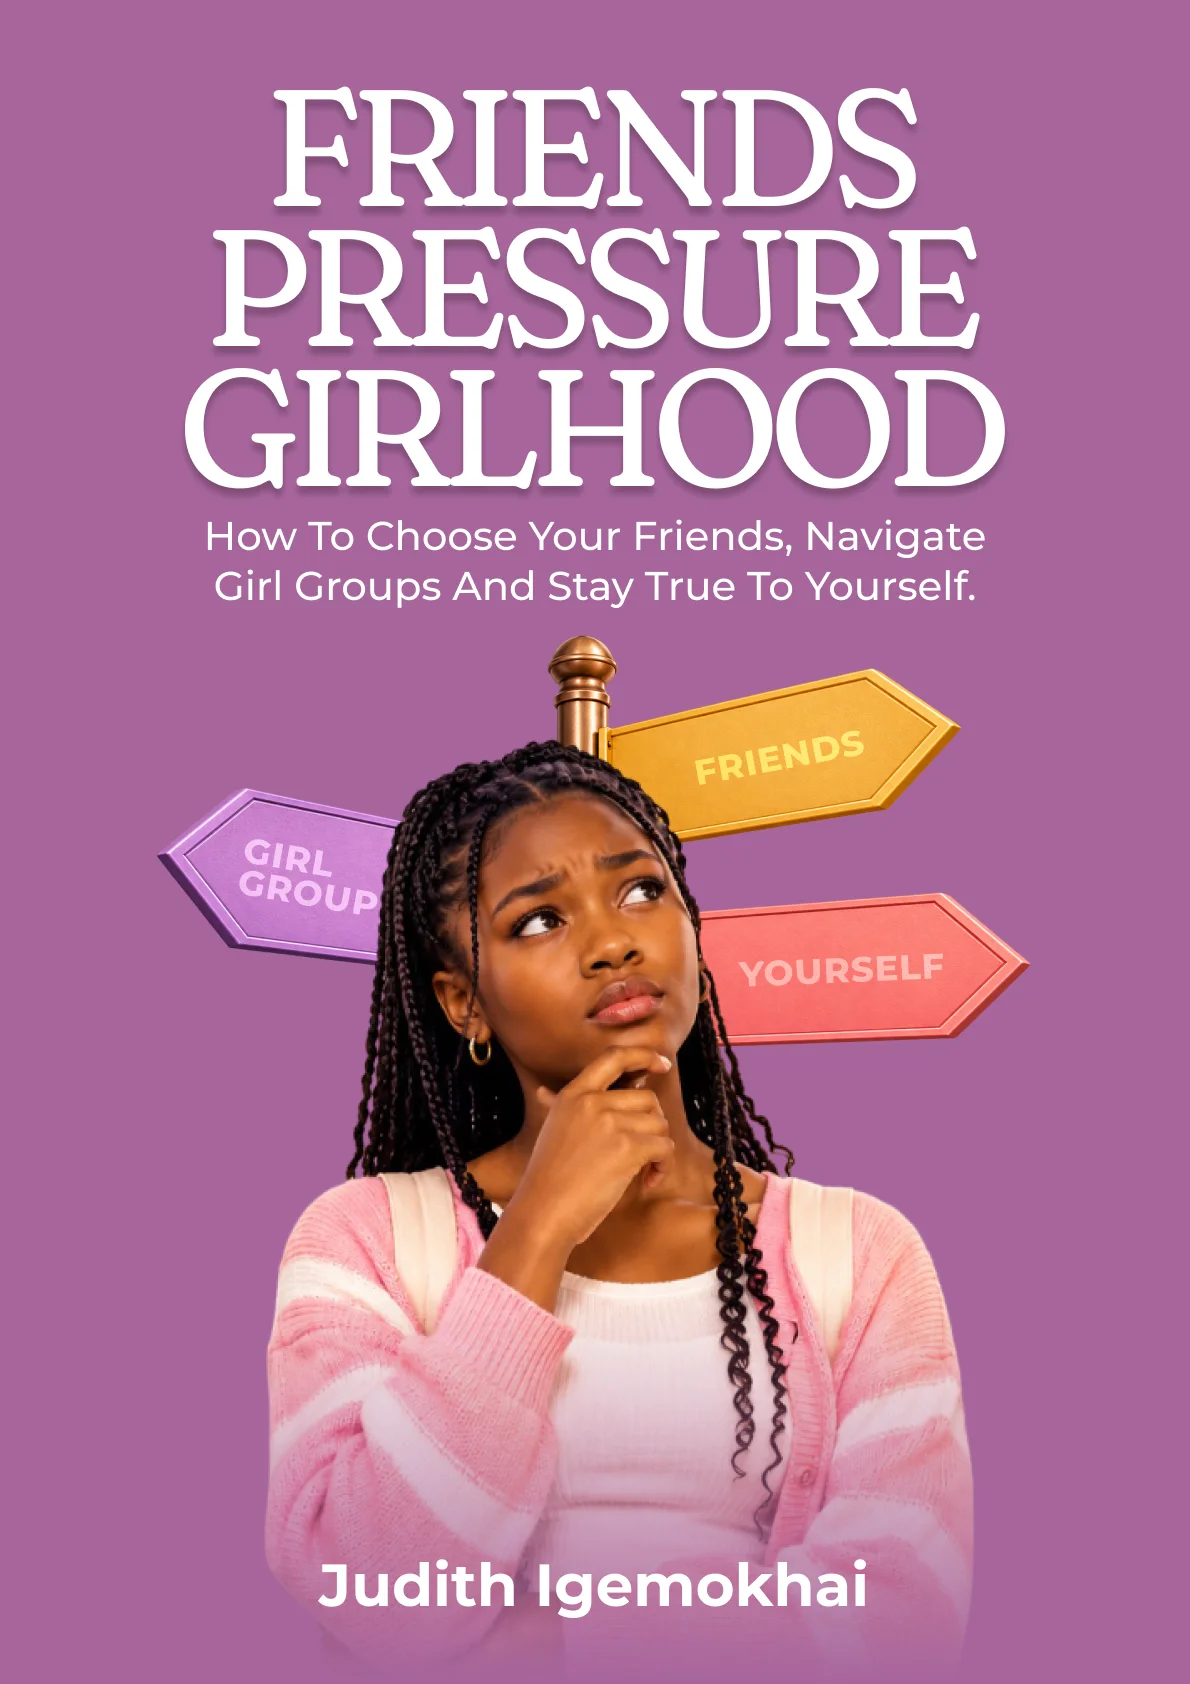 FRIENDS
PRESSURE
GIRLHOOD
How To Choose Your Friends, Navigate
Girl Groups And Stay True To Yourself.
FRIENDS
GIRL
GROUP
YOURSELF
Judith Igemokhai